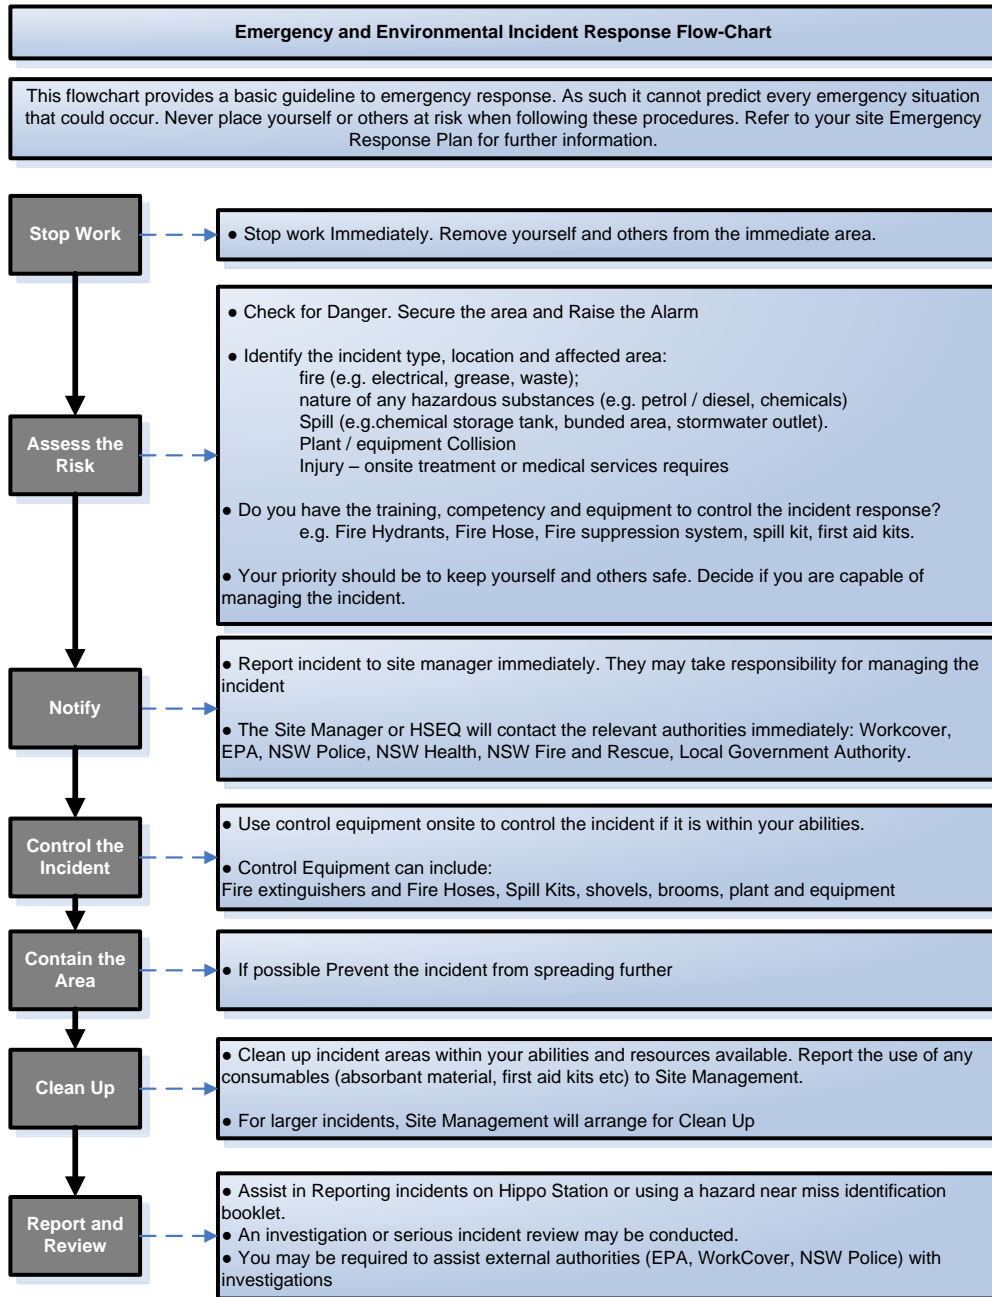 Emergency and Environmental Incident Response Flow-Chart
This flowchart provides a basic guideline to emergency response. As such it cannot predict every emergency situation
that could occur. Never place yourself or others at risk when following these procedures. Refer to your site Emergency
Response Plan for further information.
Stop Work
● Stop work Immediately. Remove yourself and others from the immediate area.
Assess the
Risk
● Check for Danger. Secure the area and Raise the Alarm
● Identify the incident type, location and affected area:
fire (e.g. electrical, grease, waste);
nature of any hazardous substances (e.g. petrol / diesel, chemicals)
Spill (e.g.chemical storage tank, bunded area, stormwater outlet).
Plant / equipment Collision
Injury – onsite treatment or medical services requires
● Do you have the training, competency and equipment to control the incident response?
e.g. Fire Hydrants, Fire Hose, Fire suppression system, spill kit, first aid kits.
● Your priority should be to keep yourself and others safe. Decide if you are capable of
managing the incident.
Notify
● Report incident to site manager immediately. They may take responsibility for managing the
incident
● The Site Manager or HSEQ will contact the relevant authorities immediately: Workcover,
EPA, NSW Police, NSW Health, NSW Fire and Rescue, Local Government Authority.
Control the
Incident
● Use control equipment onsite to control the incident if it is within your abilities.
● Control Equipment can include:
Fire extinguishers and Fire Hoses, Spill Kits, shovels, brooms, plant and equipment
Contain the
Area
● If possible Prevent the incident from spreading further
Clean Up
● Clean up incident areas within your abilities and resources available. Report the use of any
consumables (absorbant material, first aid kits etc) to Site Management.
● For larger incidents, Site Management will arrange for Clean Up
Report and
Review
● Assist in Reporting incidents on Hippo Station or using a hazard near miss identification
booklet.
● An investigation or serious incident review may be conducted.
● You may be required to assist external authorities (EPA, WorkCover, NSW Police) with
investigations